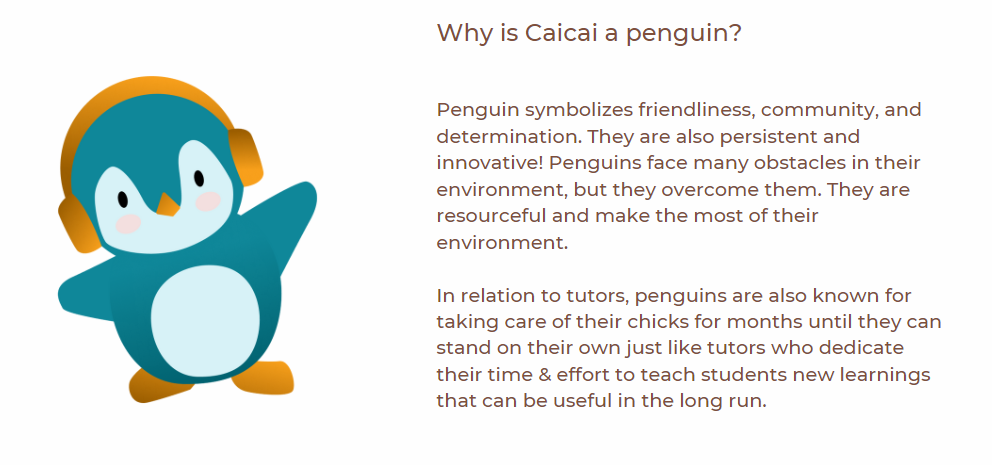 Why is Caicai a penguin?
Penguin symbolizes friendliness, community, and
determination. They are also persistent and
innovative! Penguins face many obstacles in their
environment, but they overcome them. They are
resourceful and make the most of their
environment.
In relation to tutors, penguins are also known for
taking care of their chicks for months until they can
stand on their own just like tutors who dedicate
their time & effort to teach students new learnings
that can be useful in the long run.